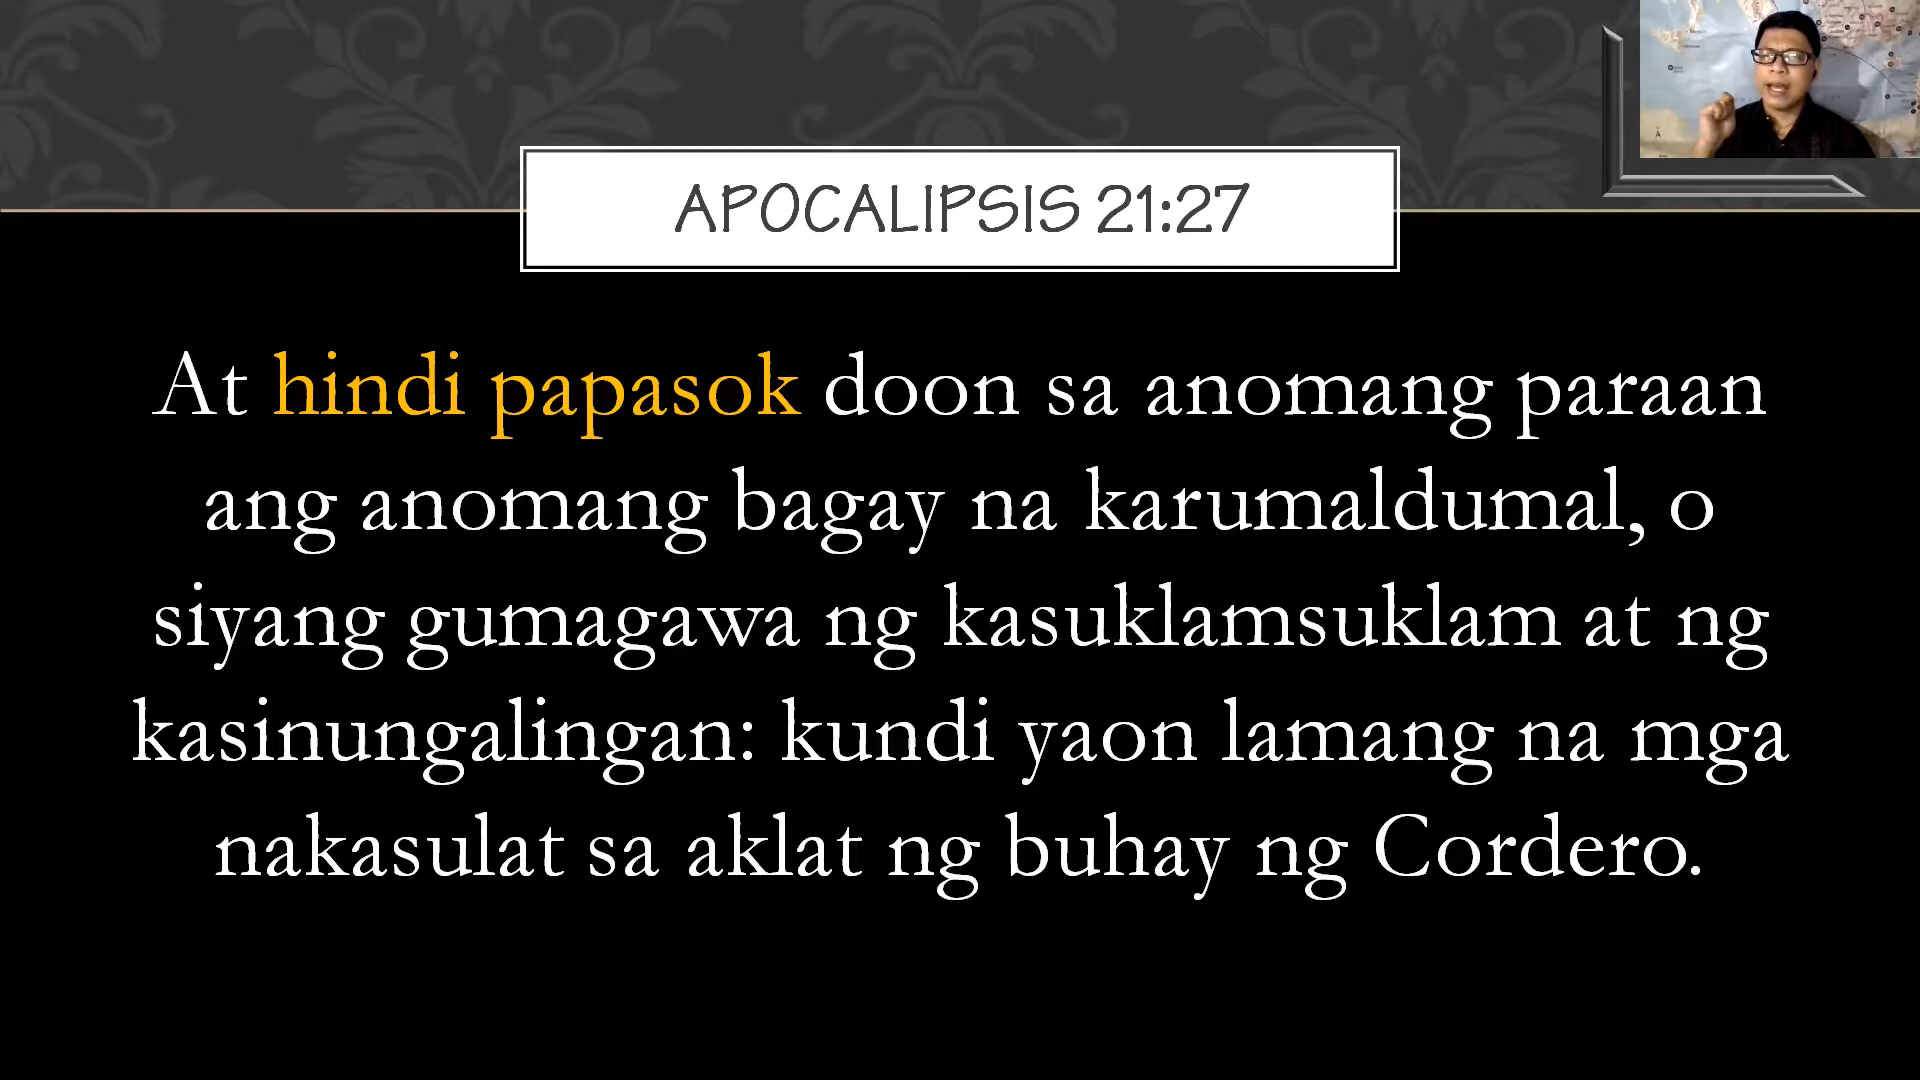 APOCALIPSIS 21:27
At hindi papasok doon sa anomang paraan
ang anomang bagay na karumaldumal, o
siyang gumagawa ng kasuklamsuklam at ng
kasinungalingan: kundi yaon lamang na mga
nakasulat sa aklat ng buhay ng Cordero.